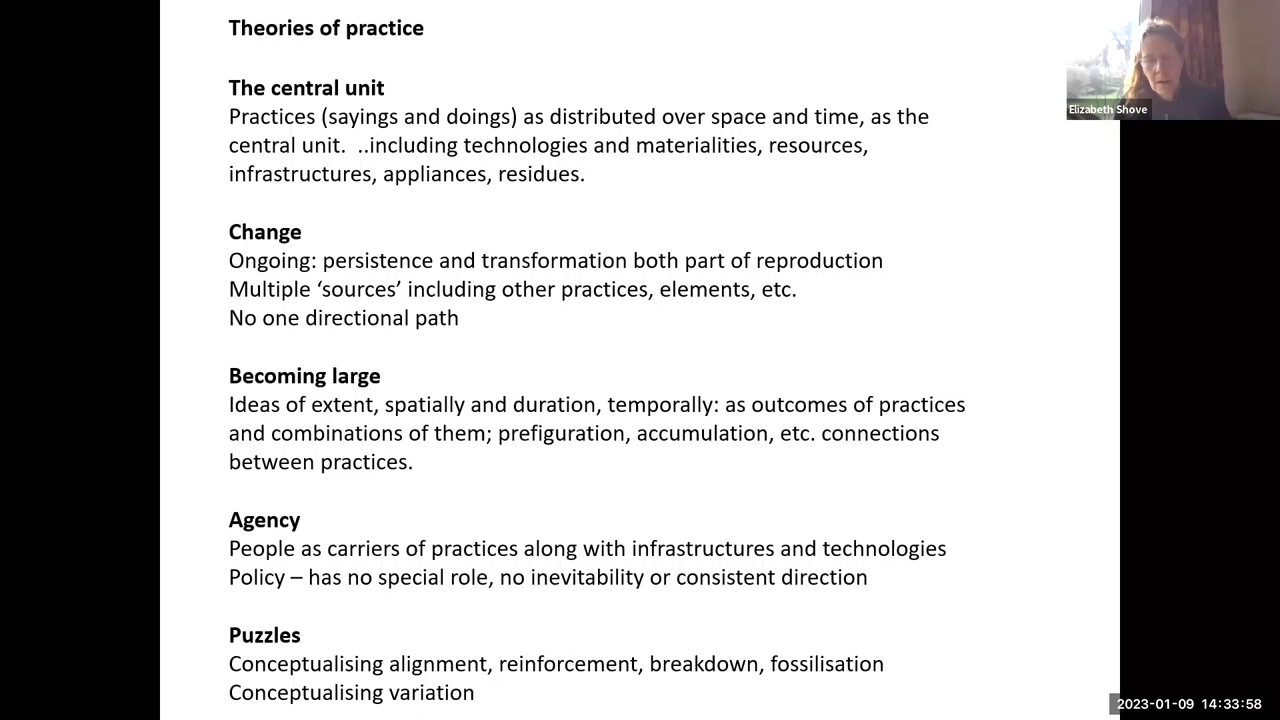 Theories of practice
The central unit
Practices (sayings and doings) as distributed over space and time, as the
central unit.  ..including technologies and materialities, resources,
infrastructures, appliances, residues.
Change
Ongoing: persistence and transformation both part of reproduction
Multiple ‘sources’ including other practices, elements, etc.
No one directional path
Becoming large
Ideas of extent, spatially and duration, temporally: as outcomes of practices
and combinations of them; prefiguration, accumulation, etc. connections
between practices.
Agency
People as carriers of practices along with infrastructures and technologies
Policy – has no special role, no inevitability or consistent direction
Puzzles
Conceptualising alignment, reinforcement, breakdown, fossilisation
Conceptualising variation
Elizabeth Shove
2023-01-09 14:33:58